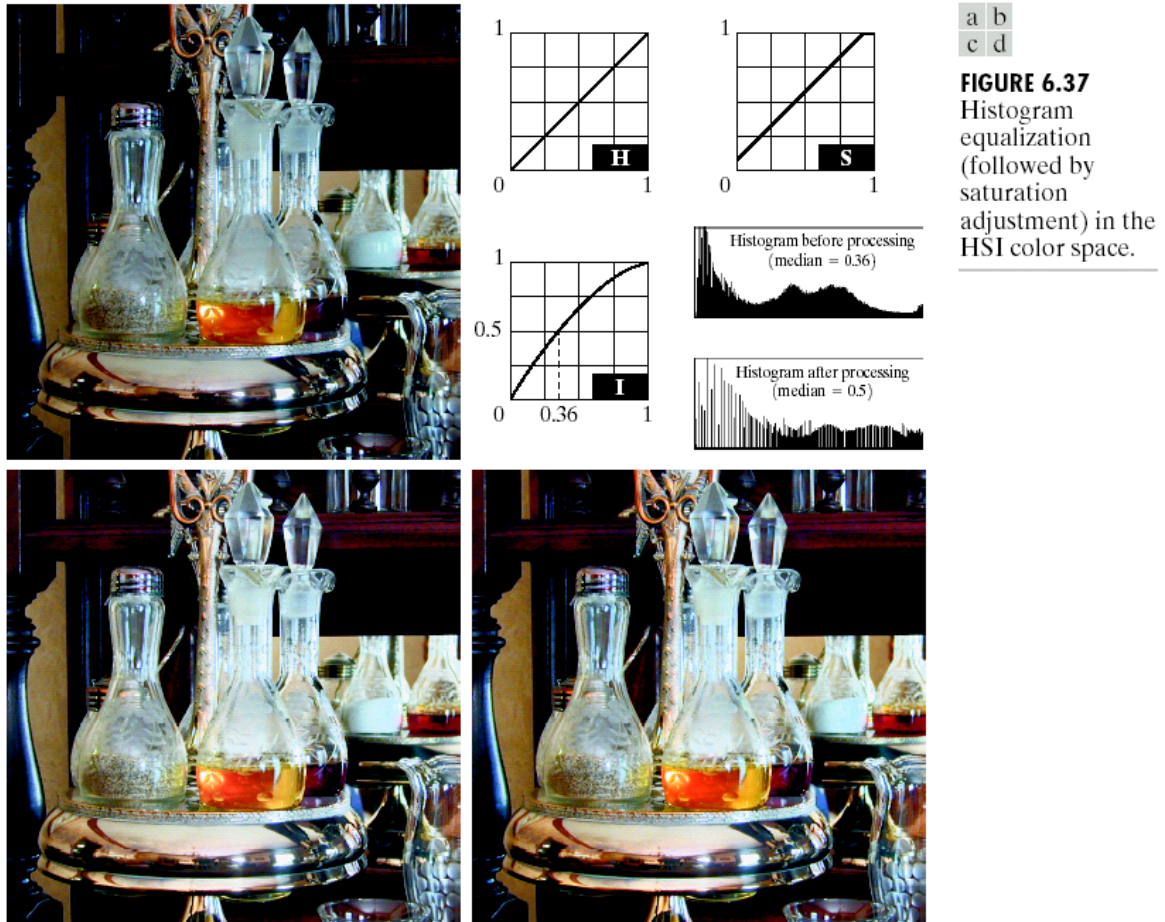 1
H
0
1
1
S
0
1
1
0.5
I
0
0.36
1
Histogram before processing
(median = 0.36)
Histogram after processing
(median = 0.5)
a b
c d
FIGURE 6.37
Histogram
equalization
(followed by
saturation
adjustment) in the
HSI color space.